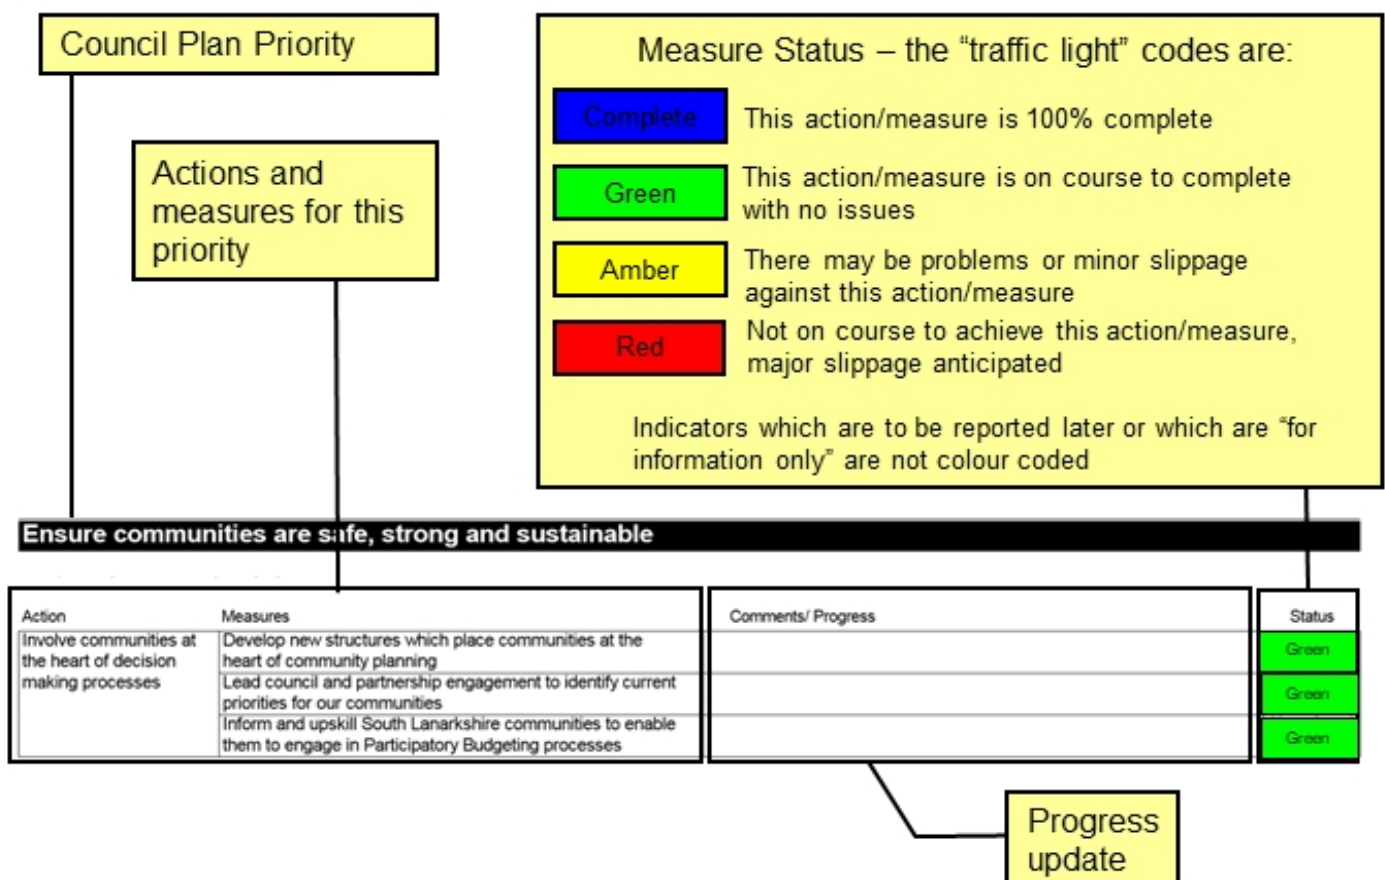 Council Plan Priority
Actions and
measures for this
priority
Measure Status – the “traffic light” codes are:
Complete
This action/measure is 100% complete
Green
This action/measure is on course to complete
with no issues
Amber
There may be problems or minor slippage
against this action/measure
Red
Not on course to achieve this action/measure,
major slippage anticipated
Indicators which are to be reported later or which are “for
information only” are not colour coded
Ensure communities are safe, strong and sustainable
Action
Measures
Comments/ Progress
Status
Involve communities at
the heart of decision
making processes
Develop new structures which place communities at the
heart of community planning
Green
Lead council and partnership engagement to identify current
priorities for our communities
Green
Inform and upskill South Lanarkshire communities to enable
them to engage in Participatory Budgeting processes
Green
Progress
update